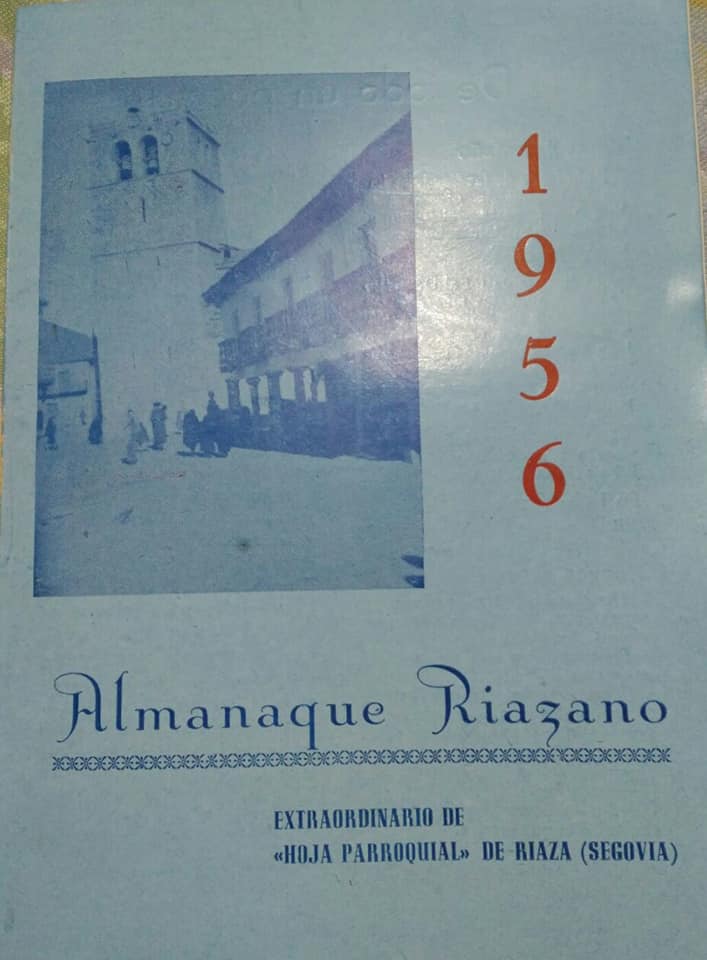 1
9
5
6
Almanaque Riazano
EXTRAORDINARIO DE
«HOJA PARROQUIAL» DE RIAZA (SEGOVIA)